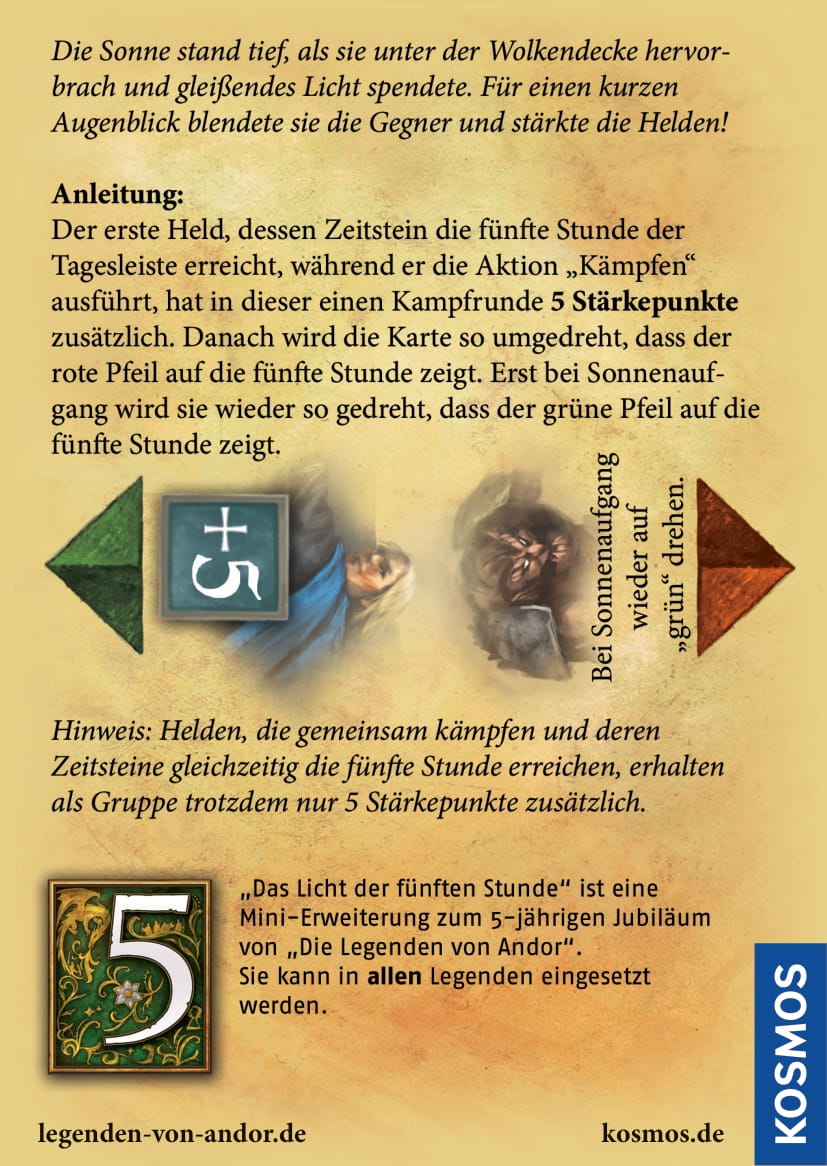 Die Sonne stand tief, als sie unter der Wolkendecke hervor-
brach und gleißendes Licht spendete. Für einen kurzen
Augenblick blendete sie die Gegner und stärkte die Helden!
Anleitung:
Der erste Held, dessen Zeitstein die fünfte Stunde der
Tagesleiste erreicht, während er die Aktion „Kämpfen“
ausführt, hat in dieser einen Kampfrunde 5 Stärkepunkte
zusätzlich. Danach wird die Karte so umgedreht, dass der
rote Pfeil auf die fünfte Stunde zeigt. Erst bei Sonnenauf-
gang wird sie wieder so gedreht, dass der grüne Pfeil auf die
fünfte Stunde zeigt.
+5
Bei Sonnenaufgang
wieder auf
„grün“ drehen.
Hinweis: Helden, die gemeinsam kämpfen und deren
Zeitsteine gleichzeitig die fünfte Stunde erreichen, erhalten
als Gruppe trotzdem nur 5 Stärkepunkte zusätzlich.
5
„Das Licht der fünften Stunde“ ist eine
Mini-Erweiterung zum 5-jährigen Jubiläum
von „Die Legenden von Andor“.
Sie kann in allen Legenden eingesetzt
werden.
KOSMOS
legenden-von-andor.de
kosmos.de